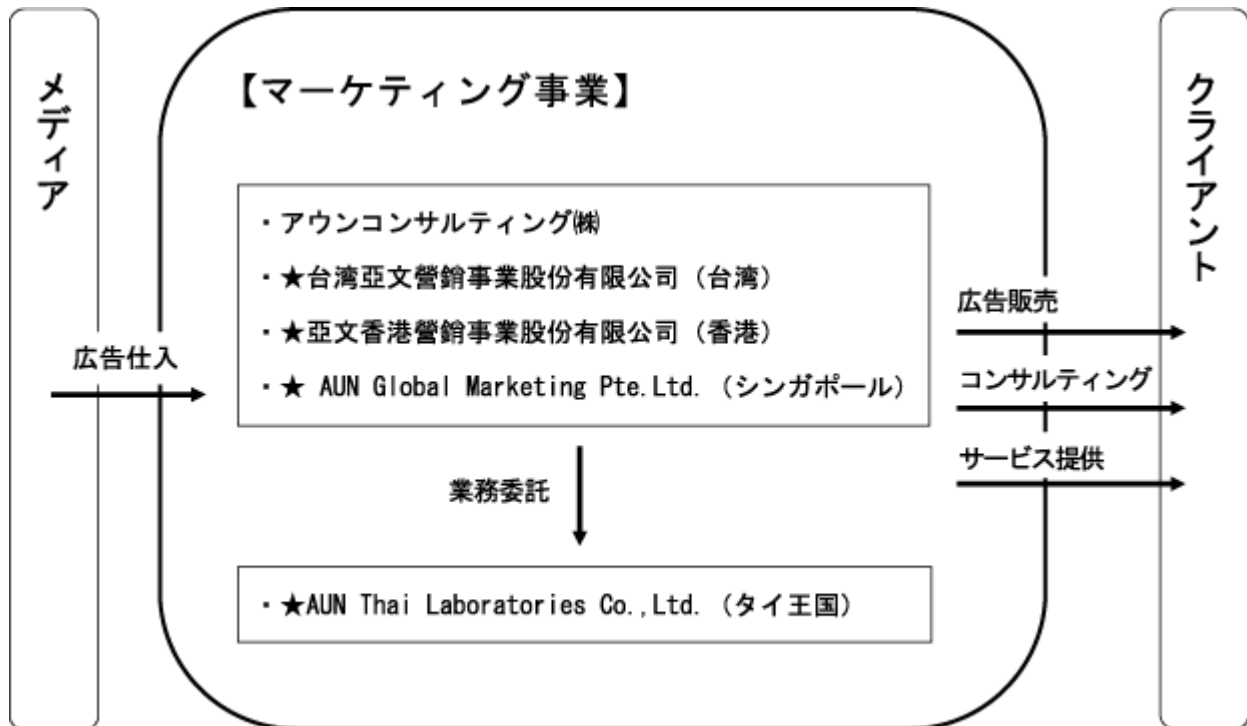 メディア
【マーケティング事業】
クライアント
・アウンコンサルティング㈱
・★台湾亞文營銷事業股份有限公司（台湾）
・★亞文香港營銷事業股份有限公司（香港）
・★ AUN Global Marketing Pte.Ltd.（シンガポール）
広告仕入
広告販売
コンサルティング
サービス提供
業務委託
・★AUN Thai Laboratories Co.,Ltd.（タイ王国）